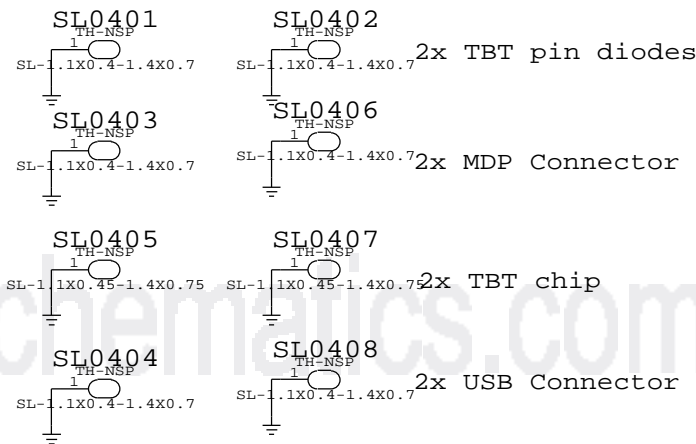 SL0401
TH-NSP
1
SL-1.1X0.4-1.4X0.7
SL0402
TH-NSP
1
SL-1.1X0.4-1.4X0.7
2x TBT pin diodes
SL0403
TH-NSP
1
SL-1.1X0.4-1.4X0.7
SL0406
TH-NSP
1
SL-1.1X0.4-1.4X0.7
2x MDP Connector
SL0405
TH-NSP
1
SL-1.1X0.45-1.4X0.75
SL0407
TH-NSP
1
SL-1.1X0.45-1.4X0.75
2x TBT chip
SL0404
TH-NSP
1
SL-1.1X0.4-1.4X0.7
SL0408
TH-NSP
1
SL-1.1X0.4-1.4X0.7
2x USB Connector
chematics.com